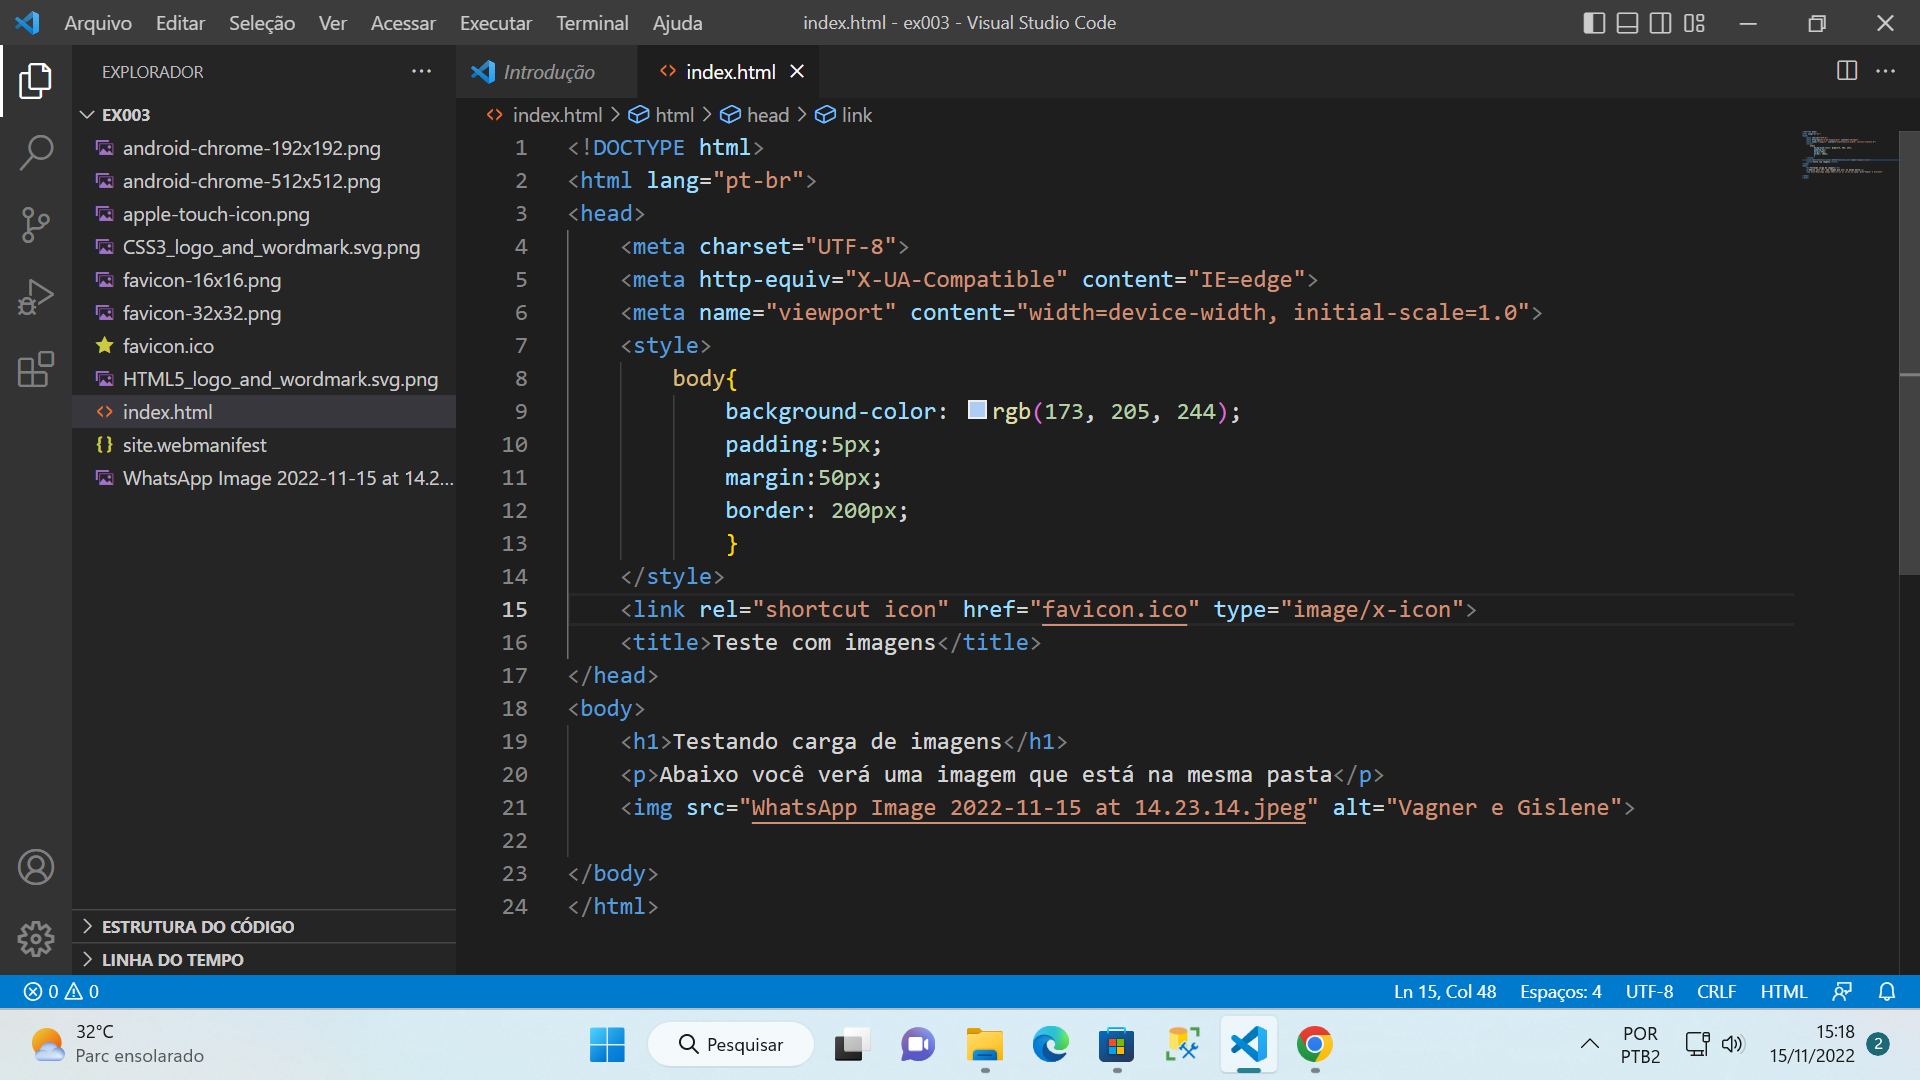 Arquivo Editar Seleção Ver Acessar Executar Terminal Ajuda
index.html - ex003 - Visual Studio Code
EXPLORADOR
EX003
android-chrome-192x192.png
android-chrome-512x512.png
apple-touch-icon.png
CSS3_logo_and_wordmark.svg.png
favicon-16x16.png
favicon-32x32.png
favicon.ico
HTML5_logo_and_wordmark.svg.png
index.html
site.webmanifest
WhatsApp Image 2022-11-15 at 14.2...
ESTRUTURA DO CÓDIGO
LINHA DO TEMPO
Introdução
index.html
index.html > html > head > link
1 <!DOCTYPE html>
2 <html lang="pt-br">
3 <head>
4 <meta charset="UTF-8">
5 <meta http-equiv="X-UA-Compatible" content="IE=edge">
6 <meta name="viewport" content="width=device-width, initial-scale=1.0">
7 <style>
8 body{
9 background-color: rgb(173, 205, 244);
10 padding:5px;
11 margin:50px;
12 border: 200px;
13 }
14 </style>
15 <link rel="shortcut icon" href="favicon.ico" type="image/x-icon">
16 <title>Teste com imagens</title>
17 </head>
18 <body>
19 <h1>Testando carga de imagens</h1>
20 <p>Abaixo você verá uma imagem que está na mesma pasta</p>
21 <img src="WhatsApp Image 2022-11-15 at 14.23.14.jpeg" alt="Vagner e Gislene">
22
23 </body>
24 </html>
0 0
Ln 15, Col 48 Espaços: 4 UTF-8 CRLF HTML
32°C
Parc ensolarado
Pesquisar
POR
PTB2
15:18
15/11/2022
2